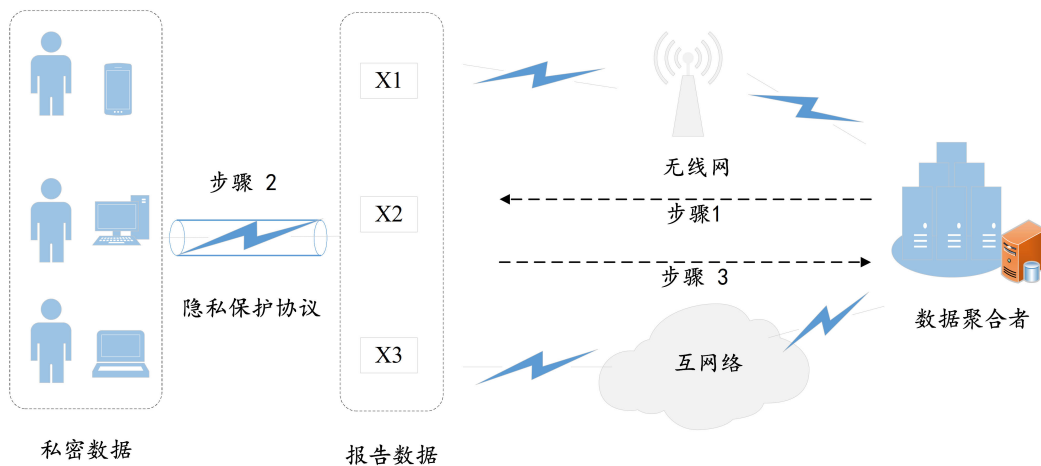 X1
无线网
步骤 2
步骤1
X2
步骤 3
隐私保护协议
数据聚合者
X3
互网络
私密数据
报告数据